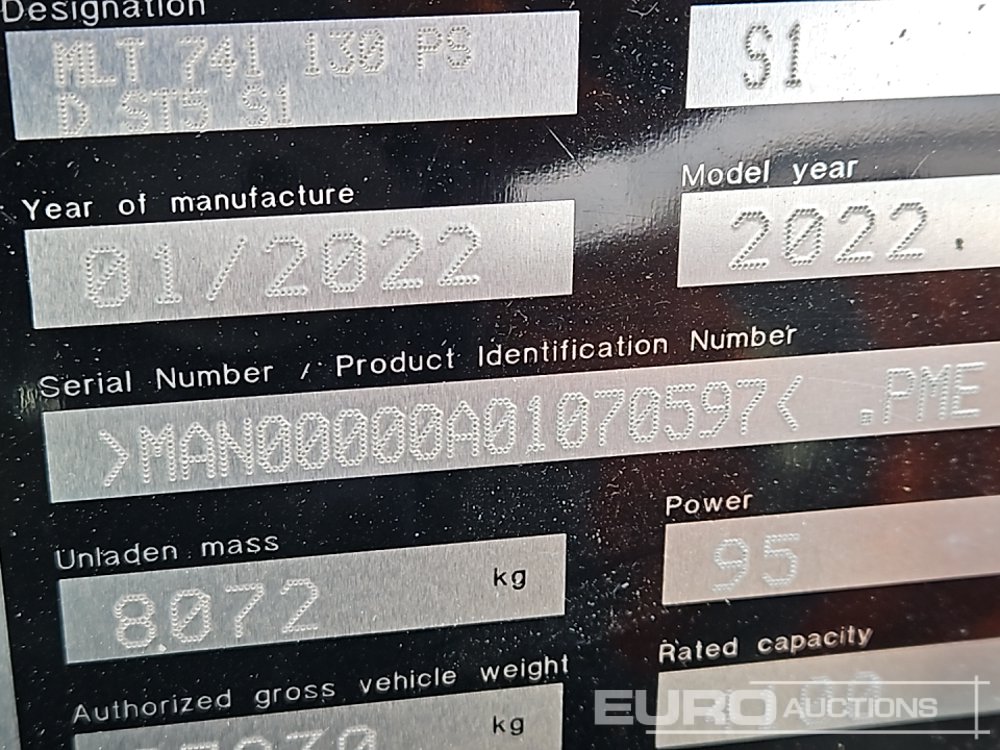 Designation
MLT 741 130 PS
D ST5 S1
S1
Year of manufacture
01/2022
Model year
2022
Serial Number / Product Identification Number
>MAN00000A01070597< .PME
Unladen mass
8072 kg
Power
95
Authorized gross vehicle weight
kg
Rated capacity
EURO AUCTIONS